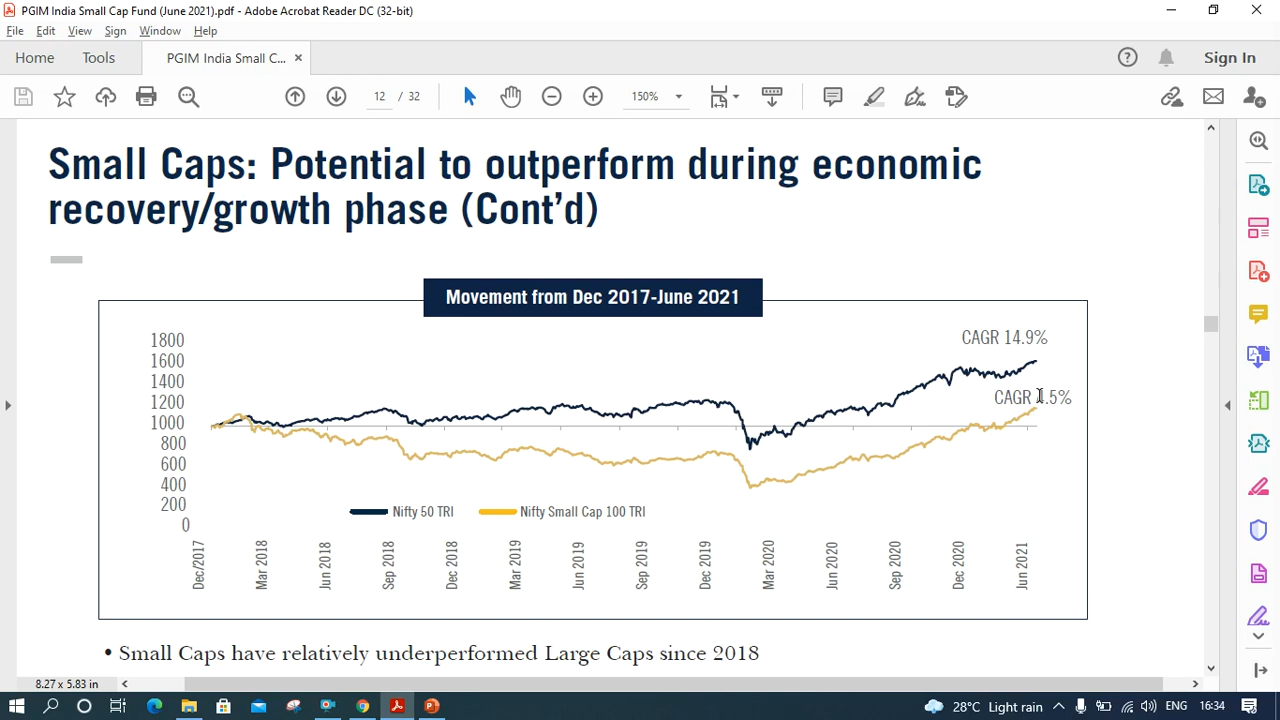 PGIM India Small Cap Fund (June 2021).pdf - Adobe Acrobat Reader DC (32-bit)
File Edit View Sign Window Help
Home Tools PGIM India Small C... × Sign In
12 / 32 150%
Small Caps: Potential to outperform during economic
recovery/growth phase (Cont'd)
Movement from Dec 2017-June 2021
CAGR 14.9%
CAGR
1800
1600
1400
1200
1000
800
600
400
200
0
Nifty 50 TRI Nifty Small Cap 100 TRI
Dec/2017
Mar 2018
Jun 2018
Sep 2018
Dec 2018
Mar 2019
Jun 2019
Sep 2019
Dec 2019
Mar 2020
Jun 2020
Sep 2020
Dec 2020
Jun 2021
• Small Caps have relatively underperformed Large Caps since 2018
8.27 x 5.83 in
28°C Light rain ENG 16:34